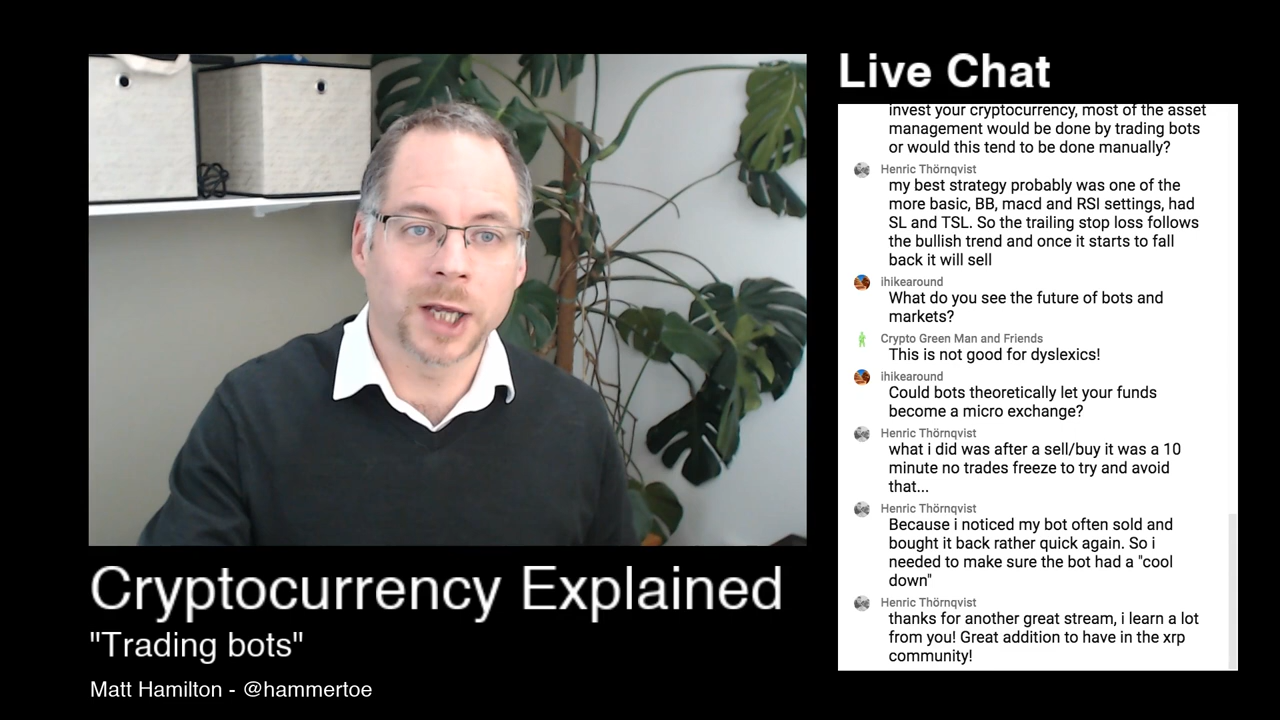 Live Chat
invest your cryptocurrency, most of the asset
management would be done by trading bots
or would this tend to be done manually?
Henric Thörnqvist
my best strategy probably was one of the
more basic, BB, macd and RSI settings, had
SL and TSL. So the trailing stop loss follows
the bullish trend and once it starts to fall
back it will sell
ihikearound
What do you see the future of bots and
markets?
Crypto Green Man and Friends
This is not good for dyslexics!
ihikearound
Could bots theoretically let your funds
become a micro exchange?
Henric Thörnqvist
what i did was after a sell/buy it was a 10
minute no trades freeze to try and avoid
that...
Henric Thörnqvist
Because i noticed my bot often sold and
bought it back rather quick again. So i
needed to make sure the bot had a "cool
down"
Henric Thörnqvist
thanks for another great stream, i learn a lot
from you! Great addition to have in the xrp
community!
Cryptocurrency Explained
"Trading bots"
Matt Hamilton - @hammertoe